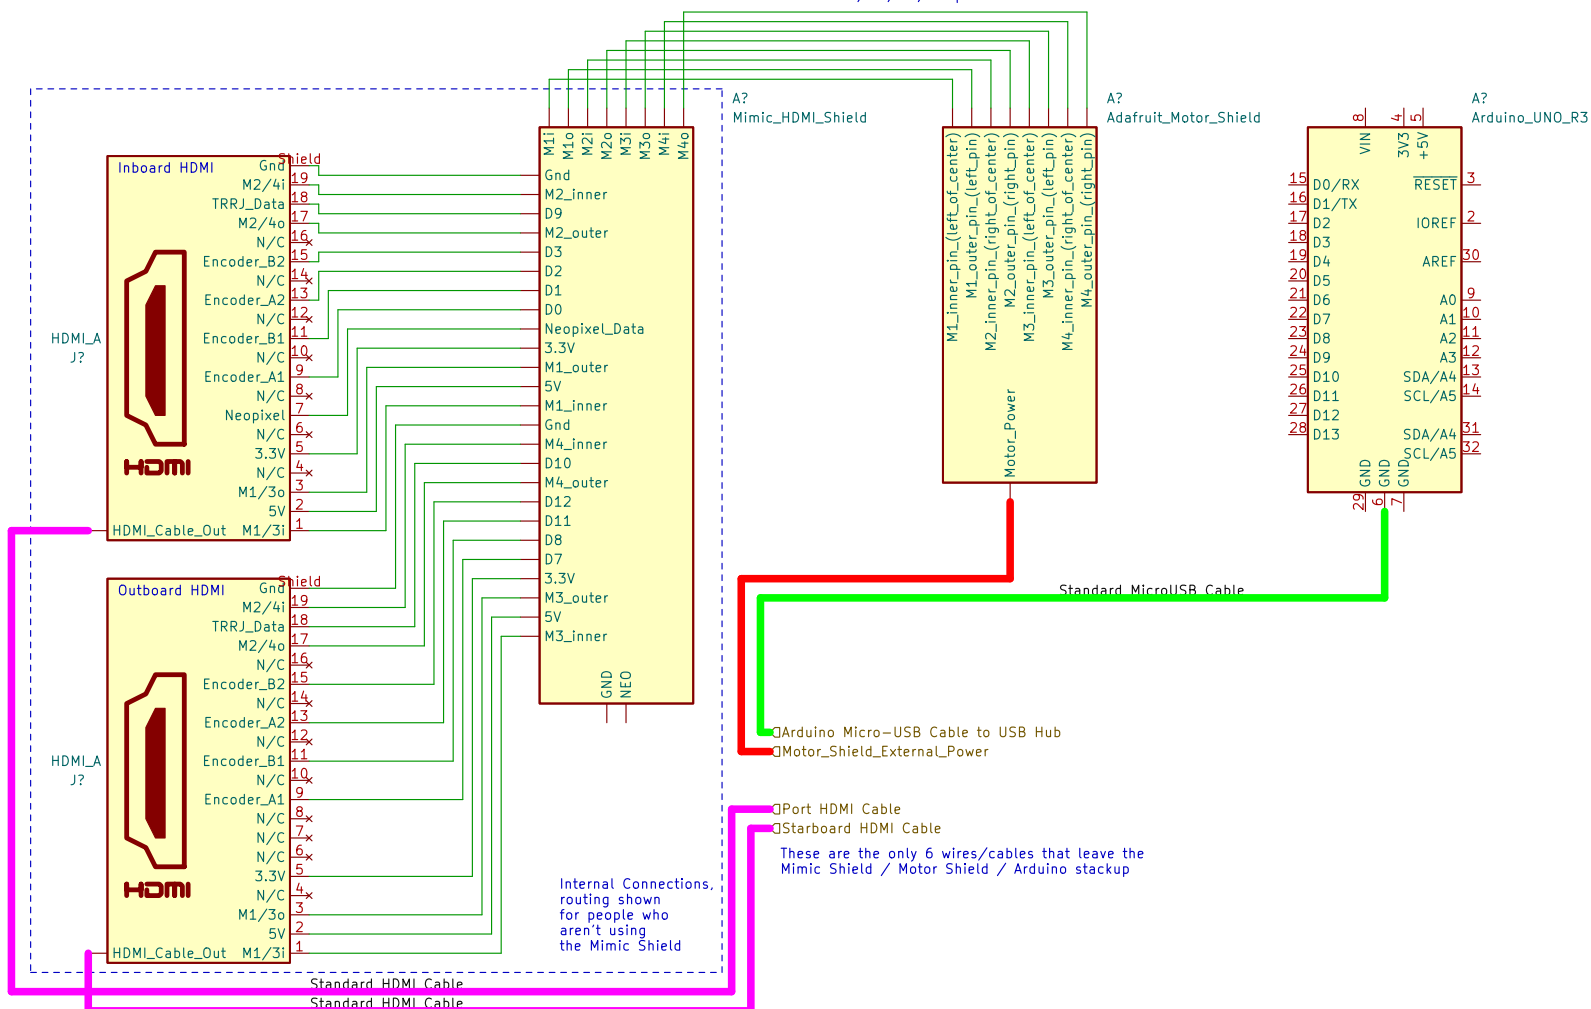 A?
Mimic_HDMI_Shield
A?
Adafruit_Motor_Shield
A?
Arduino_UNO_R3
Inboard HDMI
Shield
Gnd
M2/4i 19
TRRJ_Data 18
M2/4o 17
N/C 16
Encoder_B2 15
N/C 14
Encoder_A2 13
N/C 12
Encoder_B1 11
N/C 10
Encoder_A1 9
N/C 8
Neopixel 7
N/C 6
3.3V 5
N/C 4
M1/3o 3
5V 2
HDMI_Cable_Out M1/3i 1
HDMI_A
J?
HDMI
Outboard HDMI
Shield
Gnd
M2/4i 19
TRRJ_Data 18
M2/4o 17
N/C 16
Encoder_B2 15
N/C 14
Encoder_A2 13
N/C 12
Encoder_B1 11
N/C 10
Encoder_A1 9
N/C 8
N/C 7
N/C 6
3.3V 5
N/C 4
M1/3o 3
5V 2
HDMI_Cable_Out M1/3i 1
HDMI_A
J?
HDMI
M1i
M1o
M2i
M2o
M3i
M3o
M4i
M4o
Gnd
M2_inner
D9
M2_outer
D3
D2
D1
D0
Neopixel_Data
3.3V
M1_outer
5V
M1_inner
Gnd
M4_inner
D10
M4_outer
D12
D11
D8
D7
3.3V
M3_outer
5V
M3_inner
GND
NEO
M1_inner_pin_(left_of_center)
M1_outer_pin_(left_pin)
M2_inner_pin_(right_of_center)
M2_outer_pin_(right_pin)
M3_inner_pin_(left_of_center)
M3_outer_pin_(left_pin)
M4_inner_pin_(right_of_center)
M4_outer_pin_(right_pin)
Motor_Power
8 VIN
4 3V3
5 +5V
15 D0/RX
16 D1/TX
17 D2
18 D3
19 D4
20 D5
21 D6
22 D7
23 D8
24 D9
25 D10
26 D11
27 D12
28 D13
RESET 3
IOREF 2
AREF 30
A0 9
A1 10
A2 11
A3 12
SDA/A4 13
SCL/A5 14
SDA/A4 31
SCL/A5 32
GND 29
GND 6
GND 7
Standard MicroUSB Cable
Arduino Micro-USB Cable to USB Hub
Motor_Shield_External_Power
Port HDMI Cable
Starboard HDMI Cable
These are the only 6 wires/cables that leave the
Mimic Shield / Motor Shield / Arduino stackup
Internal Connections,
routing shown
for people who
aren't using
the Mimic Shield
Standard HDMI Cable
Standard HDMI Cable